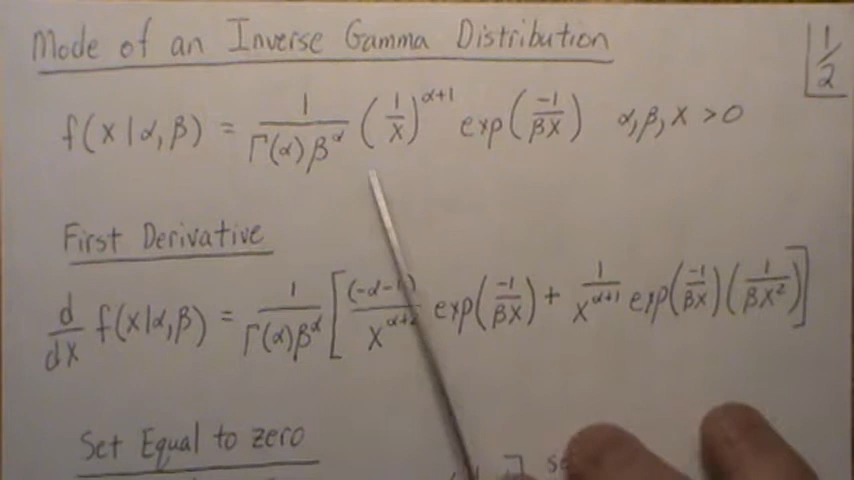 Mode of an Inverse Gamma Distribution
1/2
f(x|α,β) = 1/(Γ(α)β^α) (1/x)^(α+1) exp(-1/(βx)) α,β,x > 0
First Derivative
d/dx f(x|α,β) = 1/(Γ(α)β^α) [(-α-1)/x^(α+2) exp(-1/(βx)) + 1/x^(α+1) exp(-1/(βx)) (1/(βx²))]
Set Equal to zero